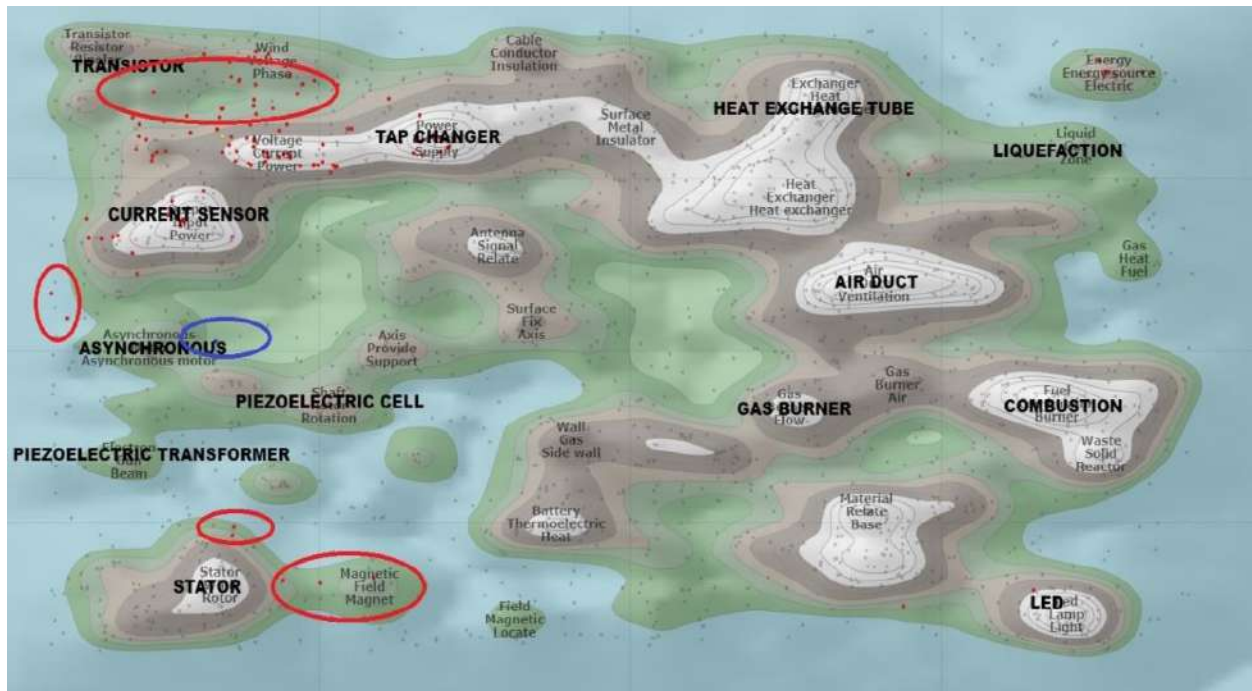 Transistor
Resistor
TRANSISTOR
Wind
Voltage
Phase
Cable
Conductor
Insulation
Exchanger
Heat
HEAT EXCHANGE TUBE
Energy
Energy source
Electric
Voltage
Current
Power
TAP CHANGER
Power
Supply
Surface
Metal
Insulator
Liquid
LIQUEFACTION
Zone
CURRENT SENSOR
Input
Power
Heat
Exchanger
Heat exchanger
Antenna
Signal
Relate
Gas
Heat
Fuel
Air
AIR DUCT
Ventilation
Surface
Fix
Axis
Asynchronous
ASYNCHRONOUS
Asynchronous motor
Axis
Provide
Support
Shaft
PIEZOELECTRIC CELL
Rotation
Gas
GAS BURNER
Flow
Gas
Burner
Air
Fuel
COMBUSTION
Burner
Waste
Solid
Reactor
Wall
Gas
Side wall
Electron
PIEZOELECTRIC TRANSFORMER
Beam
Battery
Thermoelectric
Heat
Material
Relate
Base
Stator
STATOR
Rotor
Magnetic
Field
Magnet
Field
Magnetic
Locate
LED
Lamp
Light